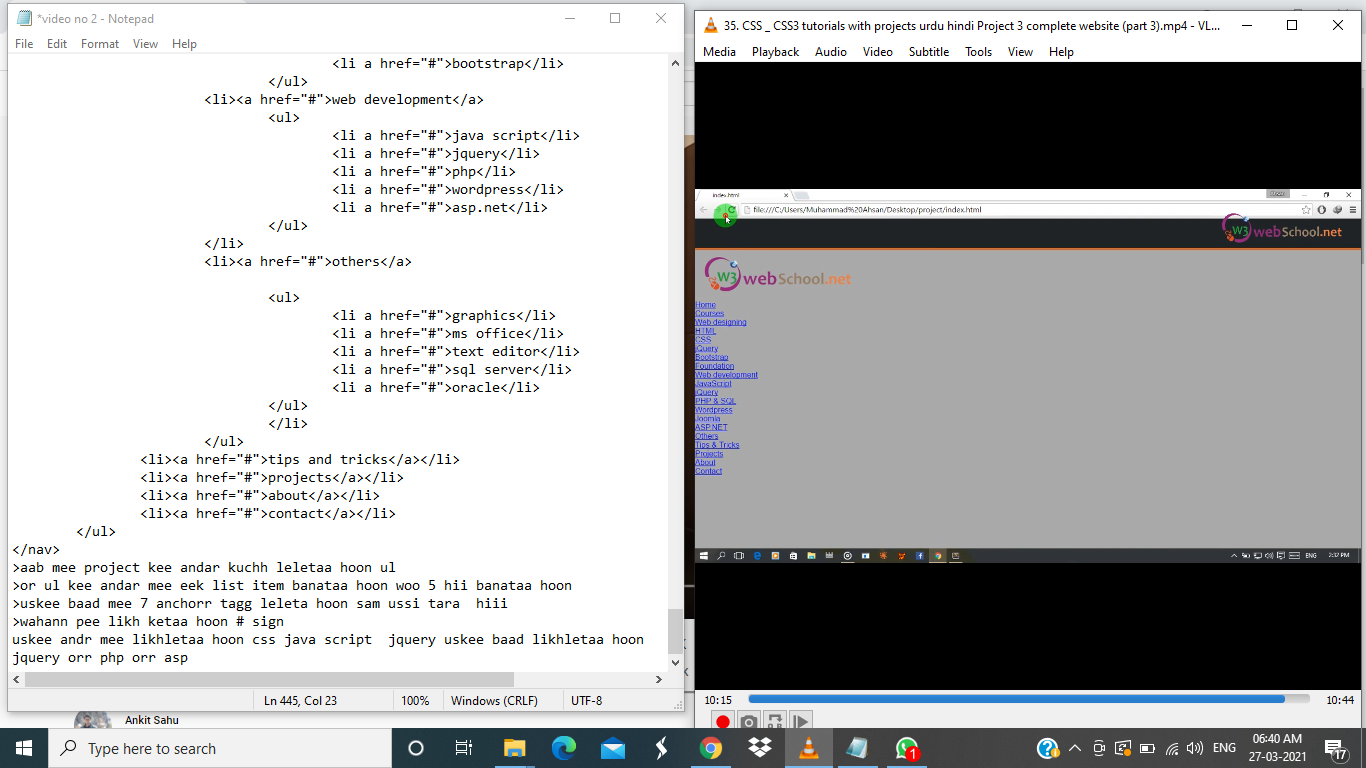 *video no 2 - Notepad
File Edit Format View Help
<li a href="#">bootstrap</li>
</ul>
<li><a href="#">web development</a>
<ul>
<li a href="#">java script</li>
<li a href="#">jquery</li>
<li a href="#">php</li>
<li a href="#">wordpress</li>
<li a href="#">asp.net</li>
</ul>
</li>
<li><a href="#">others</a>
<ul>
<li a href="#">graphics</li>
<li a href="#">ms office</li>
<li a href="#">text editor</li>
<li a href="#">sql server</li>
<li a href="#">oracle</li>
</ul>
</li>
</ul>
<li><a href="#">tips and tricks</a></li>
<li><a href="#">projects</a></li>
<li><a href="#">about</a></li>
<li><a href="#">contact</a></li>
</ul>
</nav>
>aab mee project kee andar kuchh leletaa hoon ul
>or ul kee andar mee eek list item banataa hoon woo 5 hii banataa hoon
>uskee baad mee 7 anchorr tagg leleta hoon sam ussi tara  hiii
>wahann pee likh ketaa hoon # sign
uskee andr mee likhletaa hoon css java script  jquery uskee baad likhletaa hoon
jquery orr php orr asp
Ln 445, Col 23 100% Windows (CRLF) UTF-8
Ankit Sahu
35. CSS _ CSS3 tutorials with projects urdu hindi Project 3 complete website (part 3).mp4 - VL...
Media Playback Audio Video Subtitle Tools View Help
index.html
file:///C:/Users/Muhammad%20Ahsan/Desktop/project/index.html
W3 webSchool.net
W3 webSchool.net
Home
Courses
Web designing
HTML
CSS
jQuery
Bootstrap
Foundation
Web development
JavaScript
jQuery
PHP & SQL
Wordpress
Joomla
ASP.NET
Others
Tips & Tricks
Projects
About
Contact
ENG 2:32 PM
10:15 10:44
Type here to search
1
ENG
06:40 AM
27-03-2021
17